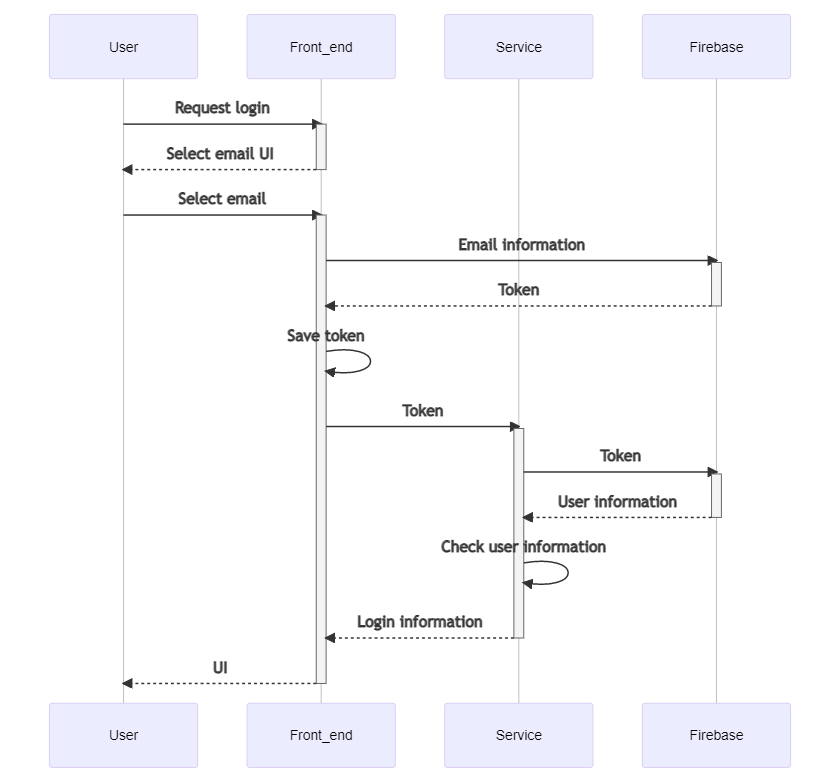 User
Front_end
Service
Firebase
Request login
Select email UI
Select email
Email information
Token
Save token
Token
Token
User information
Check user information
Login information
UI
User
Front_end
Service
Firebase